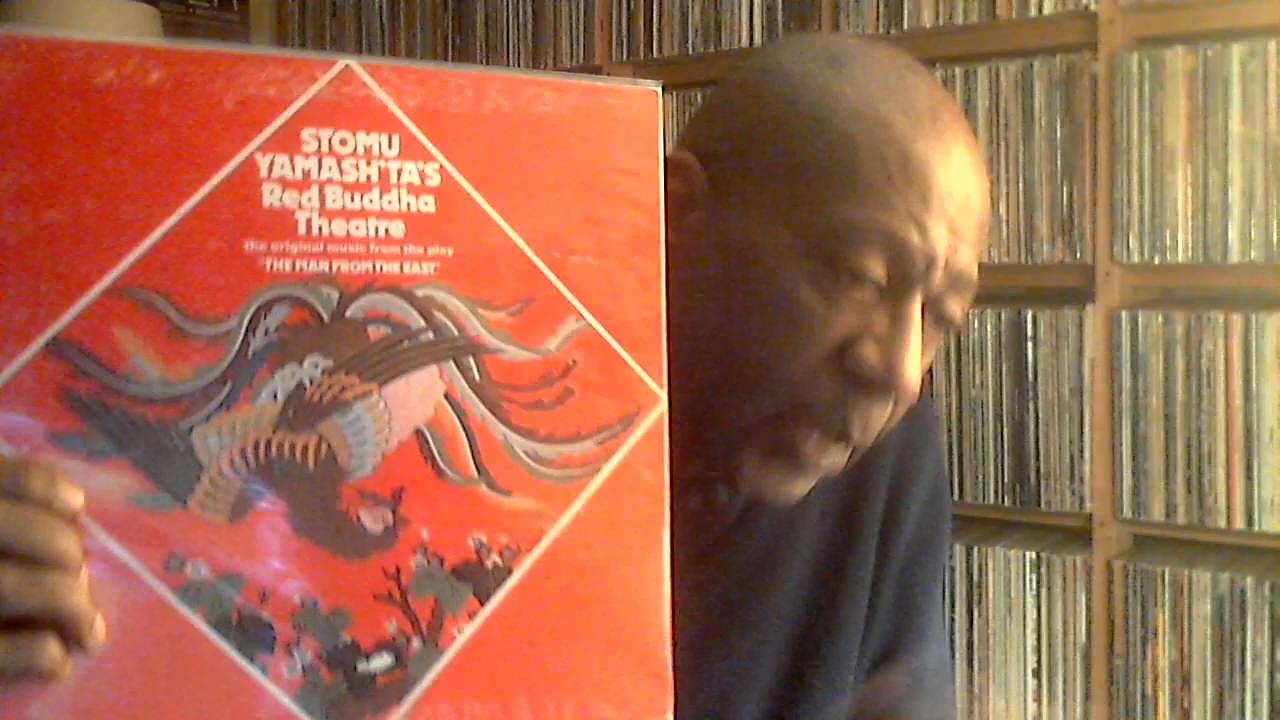 STOMU
YAMASH'TA'S
Red Buddha
Theatre
the original music from the play
"THE MAN FROM THE EAST"